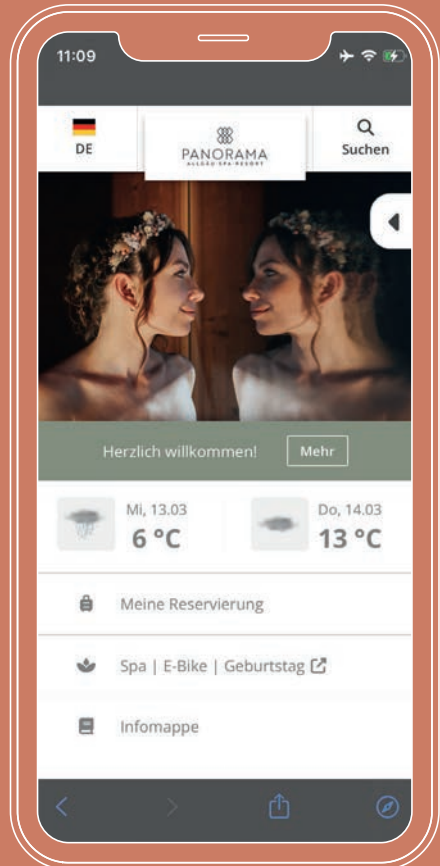 11:09
DE
PANORAMA
ALLGÄU SPA RESORT
Suchen
Herzlich willkommen!
Mehr
Mi, 13.03
6 °C
Do, 14.03
13 °C
Meine Reservierung
Spa | E-Bike | Geburtstag
Infomappe